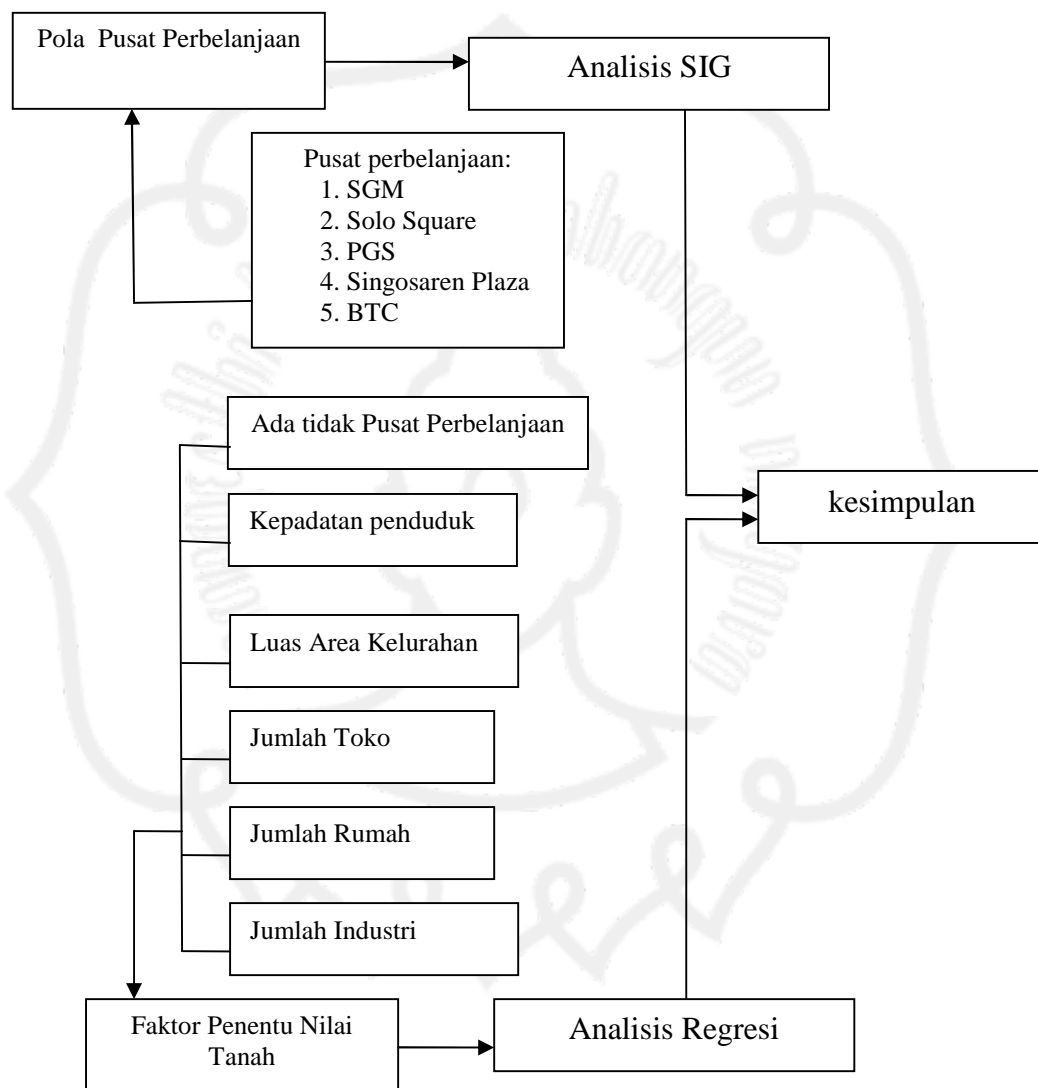 Pola Pusat Perbelanjaan
Analisis SIG
Pusat perbelanjaan:
1. SGM
2. Solo Square
3. PGS
4. Singosaren Plaza
5. BTC
Ada tidak Pusat Perbelanjaan
Kepadatan penduduk
kesimpulan
Luas Area Kelurahan
Jumlah Toko
Jumlah Rumah
Jumlah Industri
Faktor Penentu Nilai
Tanah
Analisis Regresi